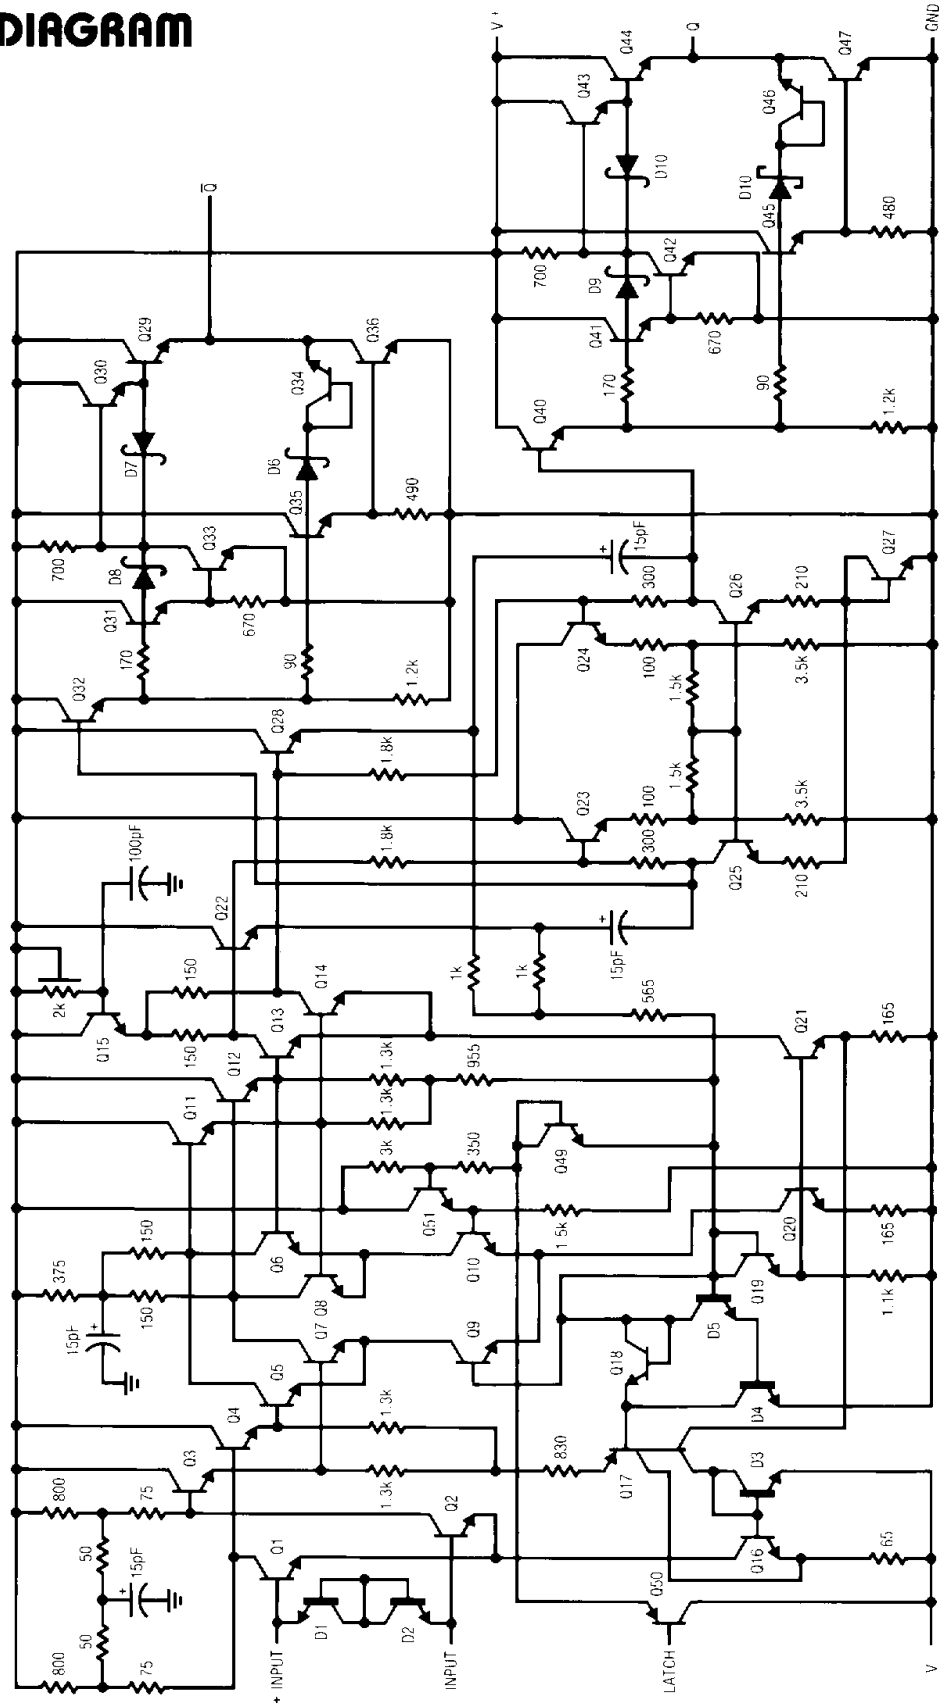 DIAGRAM
V+
GND
Q44
Q
Q47
Q43
Q46
D10
D10
Q̄
Q45
480
Q42
700
D9
Q29
Q36
Q41
670
Q30
Q34
170
90
Q40
1.2k
D7
D6
Q35
490
700
Q33
D8
15pF
Q27
Q31
670
300
Q26
210
170
90
Q24
100
3.5k
Q32
1.2k
1.5k
Q28
1.8k
1.5k
Q23
100
3.5k
100pF
1.8k
300
Q25
210
Q22
15pF
150
Q14
1k
1k
565
2k
Q15
150
Q13
Q12
1.3k
955
Q21
165
Q11
1.3k
3k
350
Q49
Q51
1.5k
Q20
165
375
150
Q6
Q10
Q19
1.1k
150
Q8
15pF
Q7
Q9
D5
Q5
Q18
Q4
1.3k
D4
Q3
1.3k
830
Q17
D3
800
75
Q2
50
Q1
Q16
65
15pF
Q50
50
D1
D2
800
75
+ INPUT
INPUT
LATCH
V